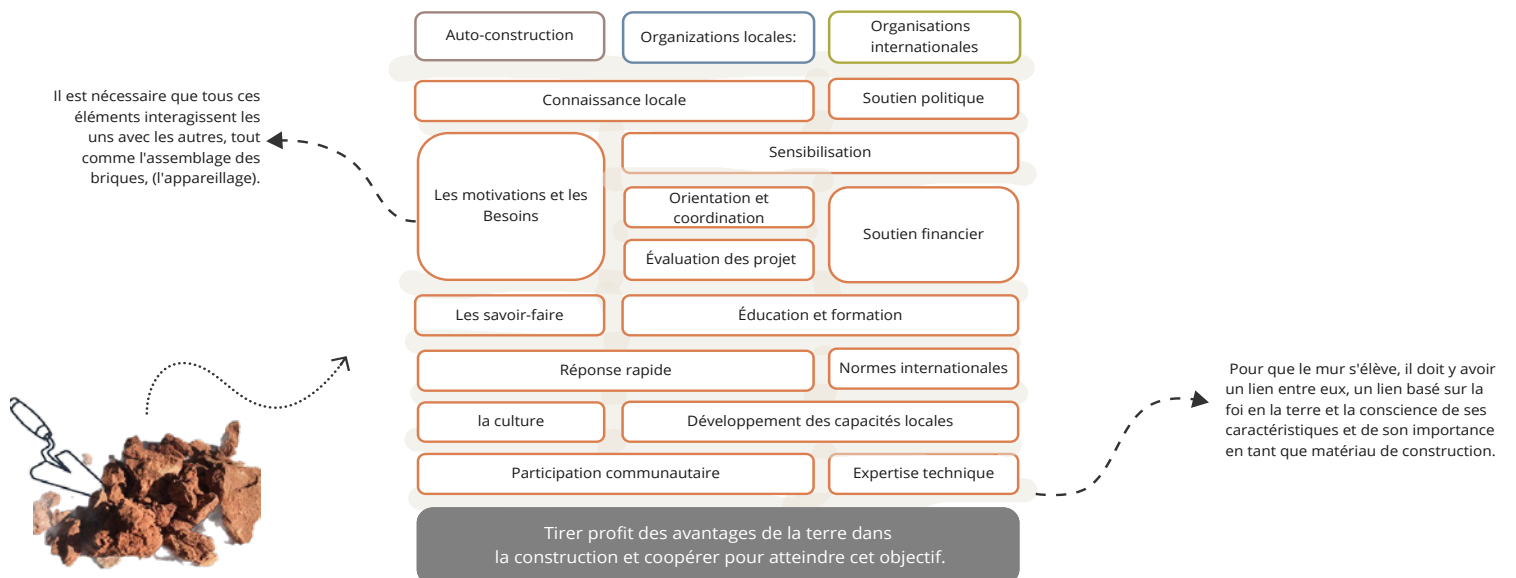 Auto-construction
Organizations locales:
Organisations
internationales
Il est nécessaire que tous ces
éléments interagissent les
uns avec les autres, tout
comme l'assemblage des
briques, (l'appareillage).
Connaissance locale
Soutien politique
Les motivations et les
Besoins
Sensibilisation
Orientation et
coordination
Évaluation des projet
Soutien financier
Les savoir-faire
Éducation et formation
Réponse rapide
Normes internationales
la culture
Développement des capacités locales
Participation communautaire
Expertise technique
Pour que le mur s'élève, il doit y avoir
un lien entre eux, un lien basé sur la
foi en la terre et la conscience de ses
caractéristiques et de son importance
en tant que matériau de construction.
Tirer profit des avantages de la terre dans
la construction et coopérer pour atteindre cet objectif.